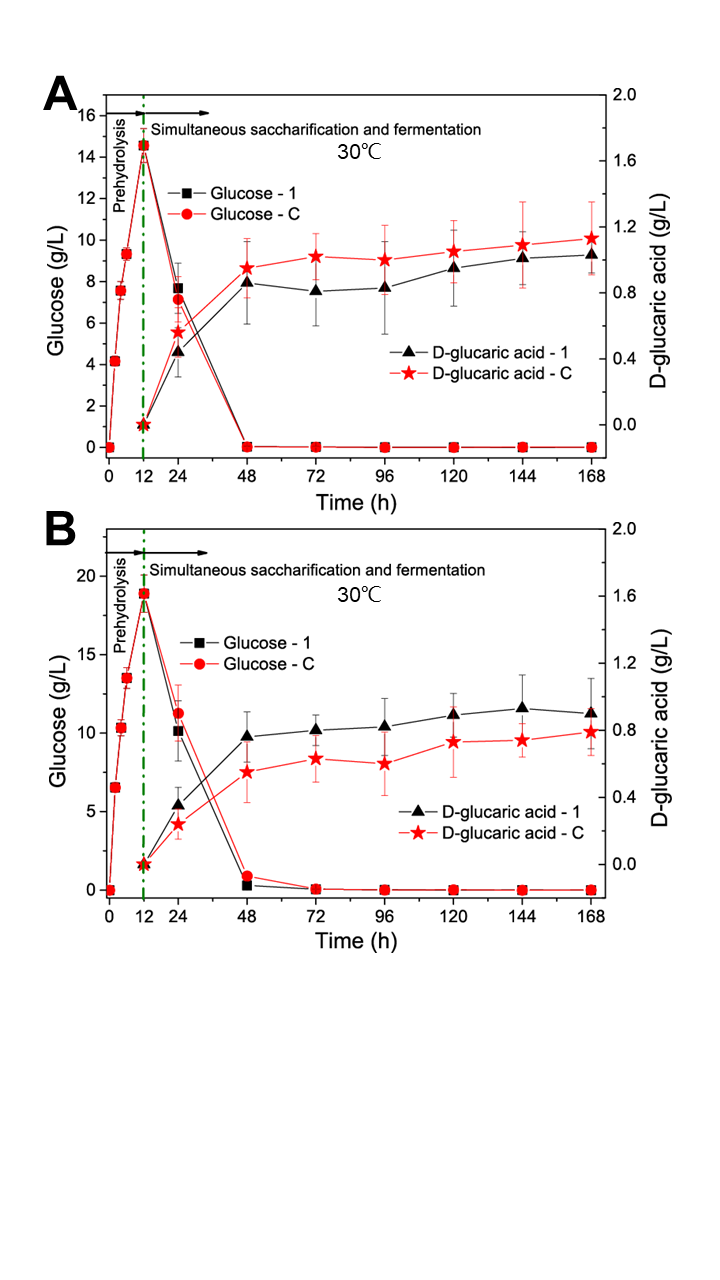 A
Prehydrolysis
Simultaneous saccharification and fermentation
30℃
Glucose - 1
Glucose - C
D-glucaric acid - 1
D-glucaric acid - C
Glucose (g/L)
16
14
12
10
8
6
4
2
0
D-glucaric acid (g/L)
2.0
1.6
1.2
0.8
0.4
0.0
0 12 24 48 72 96 120 144 168
Time (h)
B
Prehydrolysis
Simultaneous saccharification and fermentation
30℃
Glucose - 1
Glucose - C
D-glucaric acid - 1
D-glucaric acid - C
Glucose (g/L)
20
15
10
5
0
D-glucaric acid (g/L)
2.0
1.6
1.2
0.8
0.4
0.0
0 12 24 48 72 96 120 144 168
Time (h)